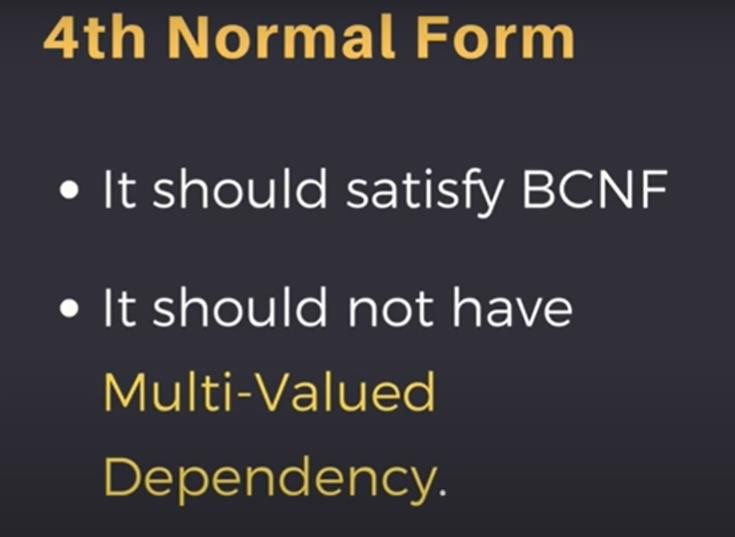 4th Normal Form
• It should satisfy BCNF
• It should not have
Multi-Valued
Dependency.